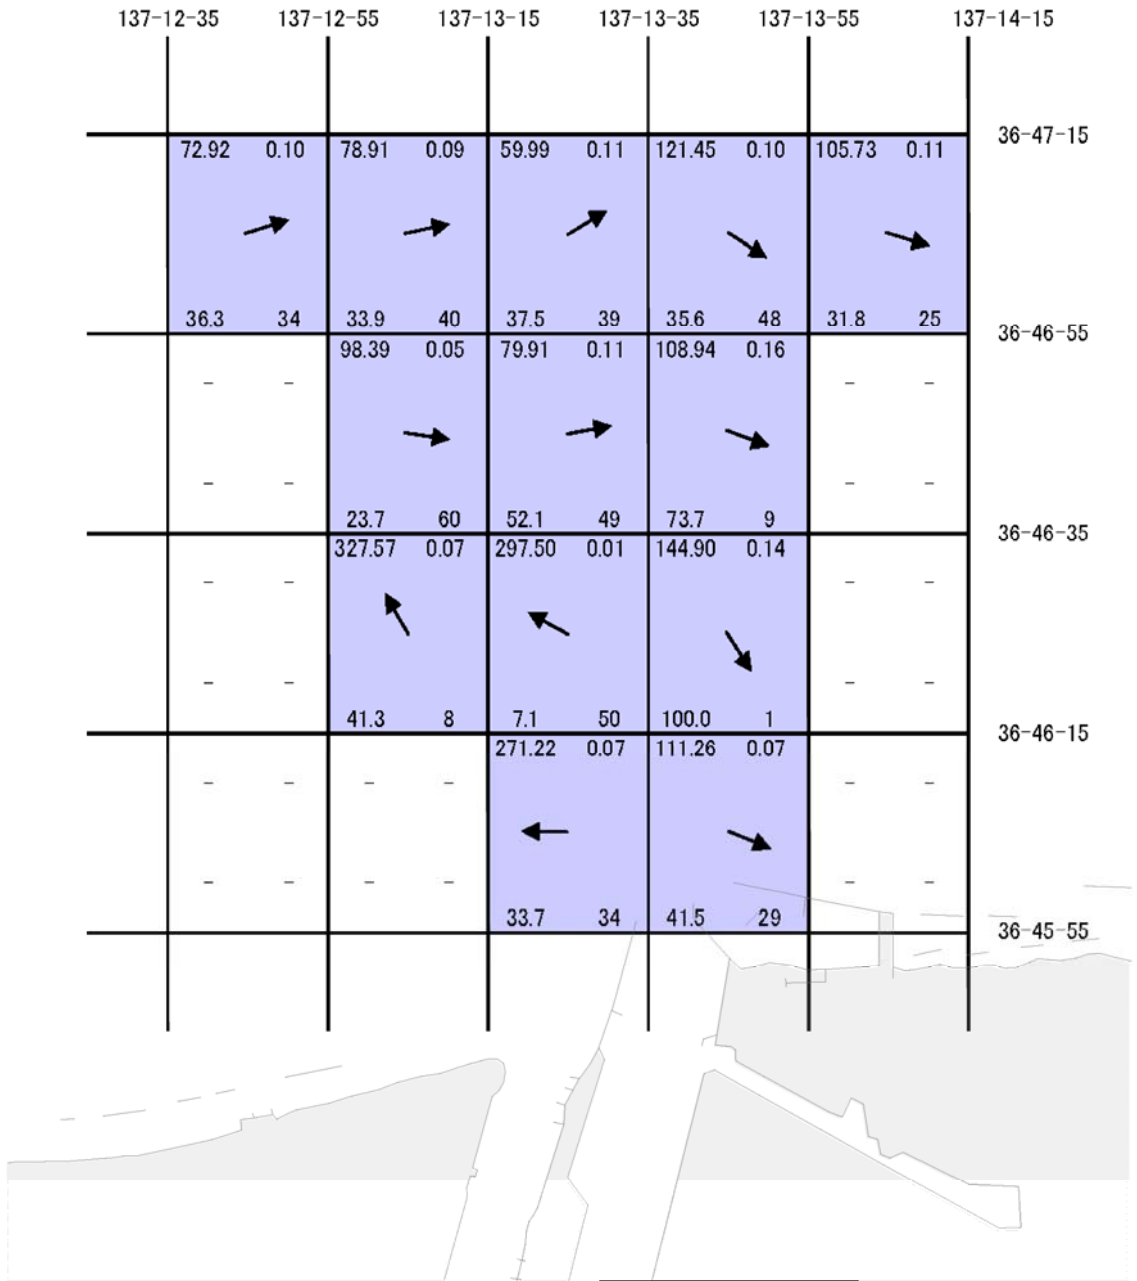 137-12-35 137-12-55 137-13-15 137-13-35 137-13-55 137-14-15
36-47-15
72.92 0.10 78.91 0.09 59.99 0.11 121.45 0.10 105.73 0.11
36.3 34 33.9 40 37.5 39 35.6 48 31.8 25
36-46-55
98.39 0.05 79.91 0.11 108.94 0.16
- - - -
- - - -
23.7 60 52.1 49 73.7 9
36-46-35
327.57 0.07 297.50 0.01 144.90 0.14
- - - -
- - - -
41.3 8 7.1 50 100.0 1
36-46-15
271.22 0.07 111.26 0.07
- - - - - -
- - - - - -
33.7 34 41.5 29
36-45-55